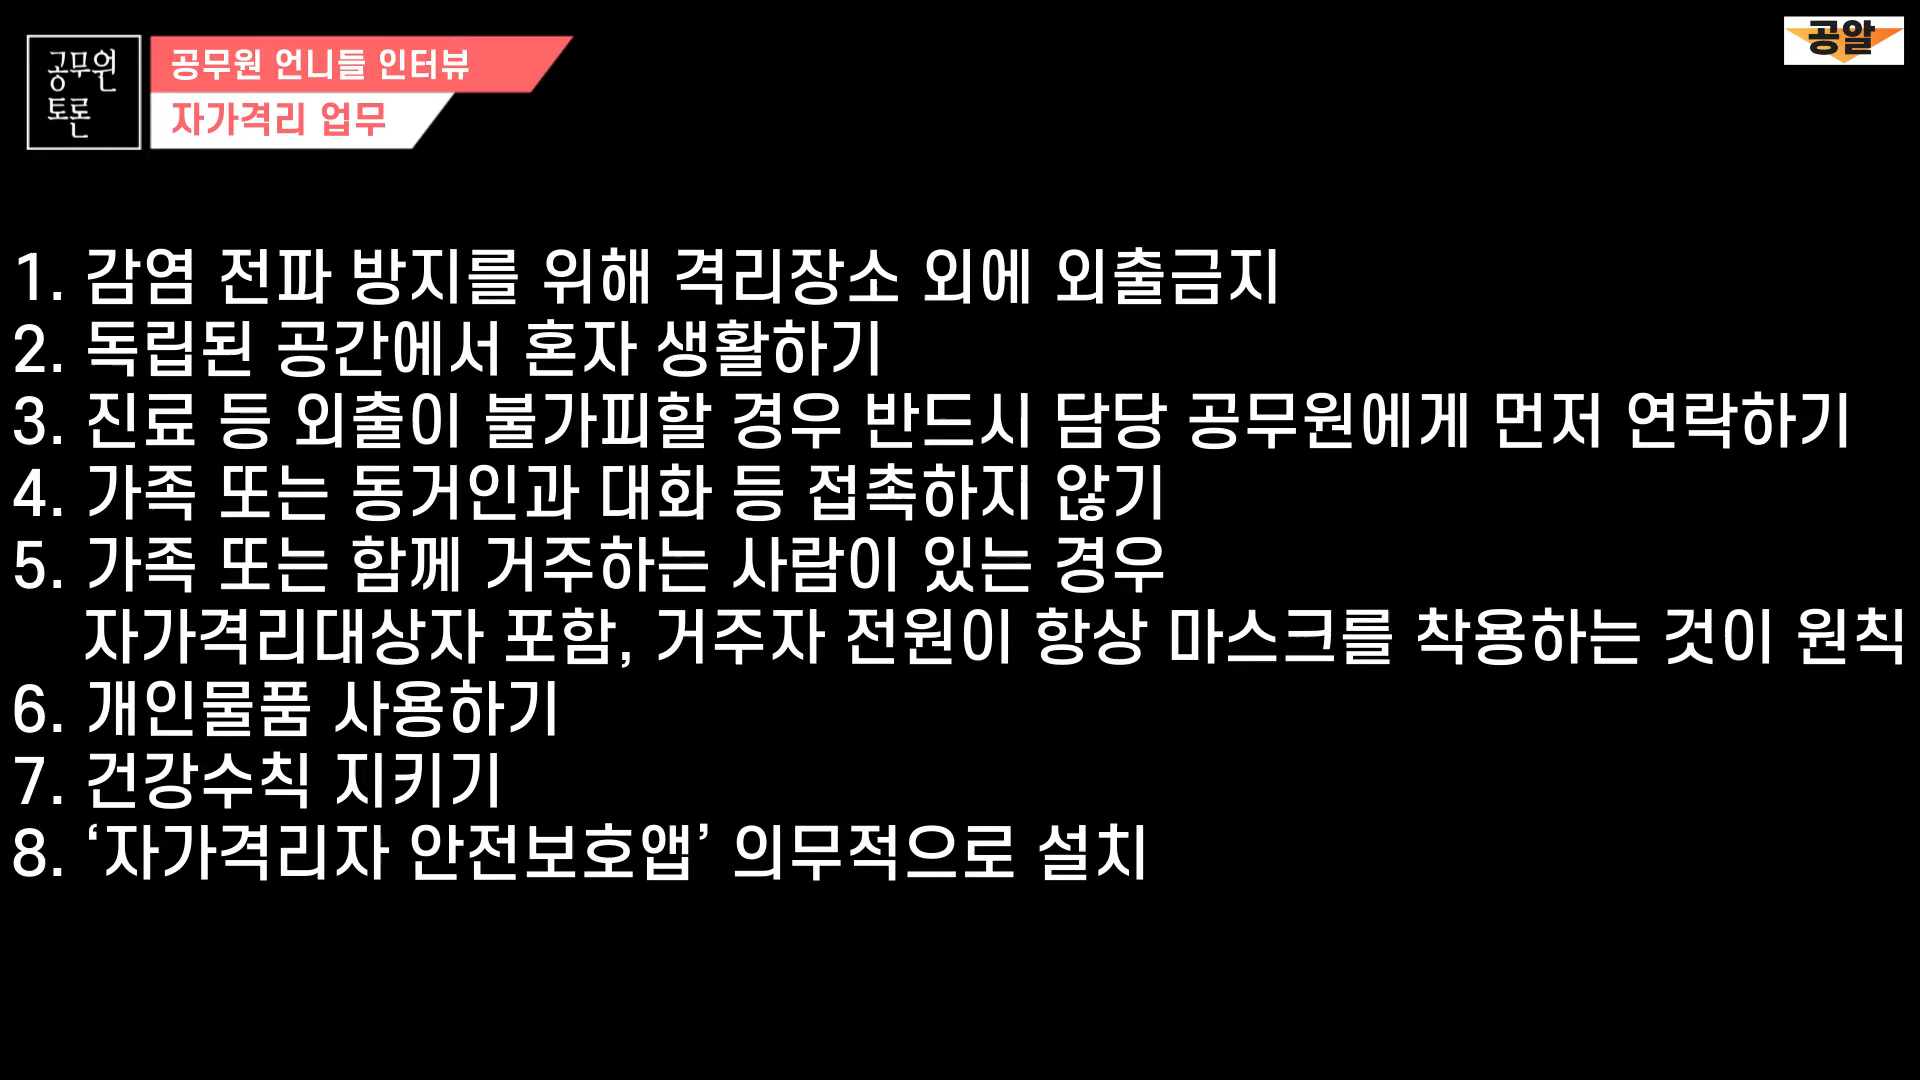 공무원
토론
공무원 언니들 인터뷰
자가격리 업무
공알
1. 감염 전파 방지를 위해 격리장소 외에 외출금지
2. 독립된 공간에서 혼자 생활하기
3. 진료 등 외출이 불가피할 경우 반드시 담당 공무원에게 먼저 연락하기
4. 가족 또는 동거인과 대화 등 접촉하지 않기
5. 가족 또는 함께 거주하는 사람이 있는 경우
자가격리대상자 포함, 거주자 전원이 항상 마스크를 착용하는 것이 원칙
6. 개인물품 사용하기
7. 건강수칙 지키기
8. ‘자가격리자 안전보호앱’ 의무적으로 설치